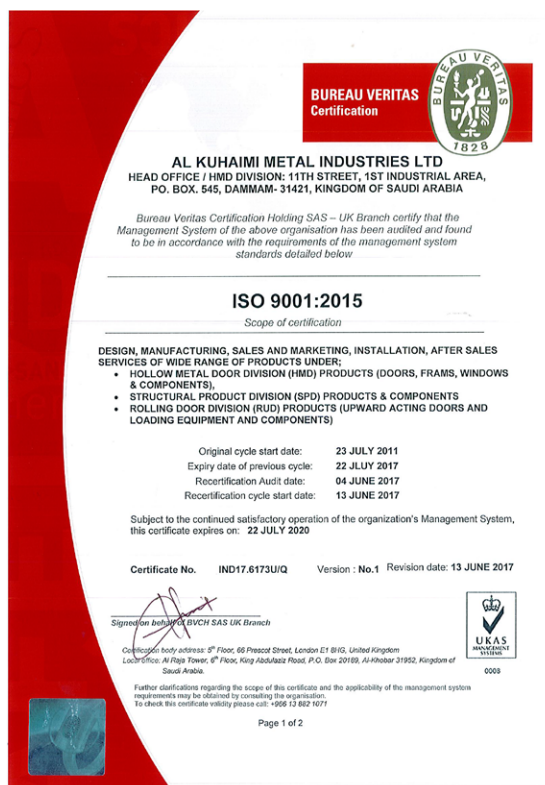 BUREAU VERITAS
Certification
BUREAU VERITAS
1828
AL KUHAIMI METAL INDUSTRIES LTD
HEAD OFFICE / HMD DIVISION: 11TH STREET, 1ST INDUSTRIAL AREA,
PO. BOX. 545, DAMMAM- 31421, KINGDOM OF SAUDI ARABIA
Bureau Veritas Certification Holding SAS – UK Branch certify that the
Management System of the above organisation has been audited and found
to be in accordance with the requirements of the management system
standards detailed below
ISO 9001:2015
Scope of certification
DESIGN, MANUFACTURING, SALES AND MARKETING, INSTALLATION, AFTER SALES
SERVICES OF WIDE RANGE OF PRODUCTS UNDER;
• HOLLOW METAL DOOR DIVISION (HMD) PRODUCTS (DOORS, FRAMS, WINDOWS
& COMPONENTS),
• STRUCTURAL PRODUCT DIVISION (SPD) PRODUCTS & COMPONENTS
• ROLLING DOOR DIVISION (RUD) PRODUCTS (UPWARD ACTING DOORS AND
LOADING EQUIPMENT AND COMPONENTS)
Original cycle start date: 23 JULY 2011
Expiry date of previous cycle: 22 JLUY 2017
Recertification Audit date: 04 JUNE 2017
Recertification cycle start date: 13 JUNE 2017
Subject to the continued satisfactory operation of the organization's Management System,
this certificate expires on: 22 JULY 2020
Certificate No. IND17.6173U/Q Version : No.1 Revision date: 13 JUNE 2017
Signed on behalf of BVCH SAS UK Branch
UKAS
MANAGEMENT
SYSTEMS
0008
Certification body address: 5th Floor, 66 Prescot Street, London E1 8HG, United Kingdom
Local office: Al Raja Tower, 6th Floor, King Abdulaziz Road, P.O. Box 20189, Al-Khobar 31952, Kingdom of
Saudi Arabia.
Further clarifications regarding the scope of this certificate and the applicability of the management system
requirements may be obtained by consulting the organisation.
To check this certificate validity please call: +966 13 882 1071
Page 1 of 2